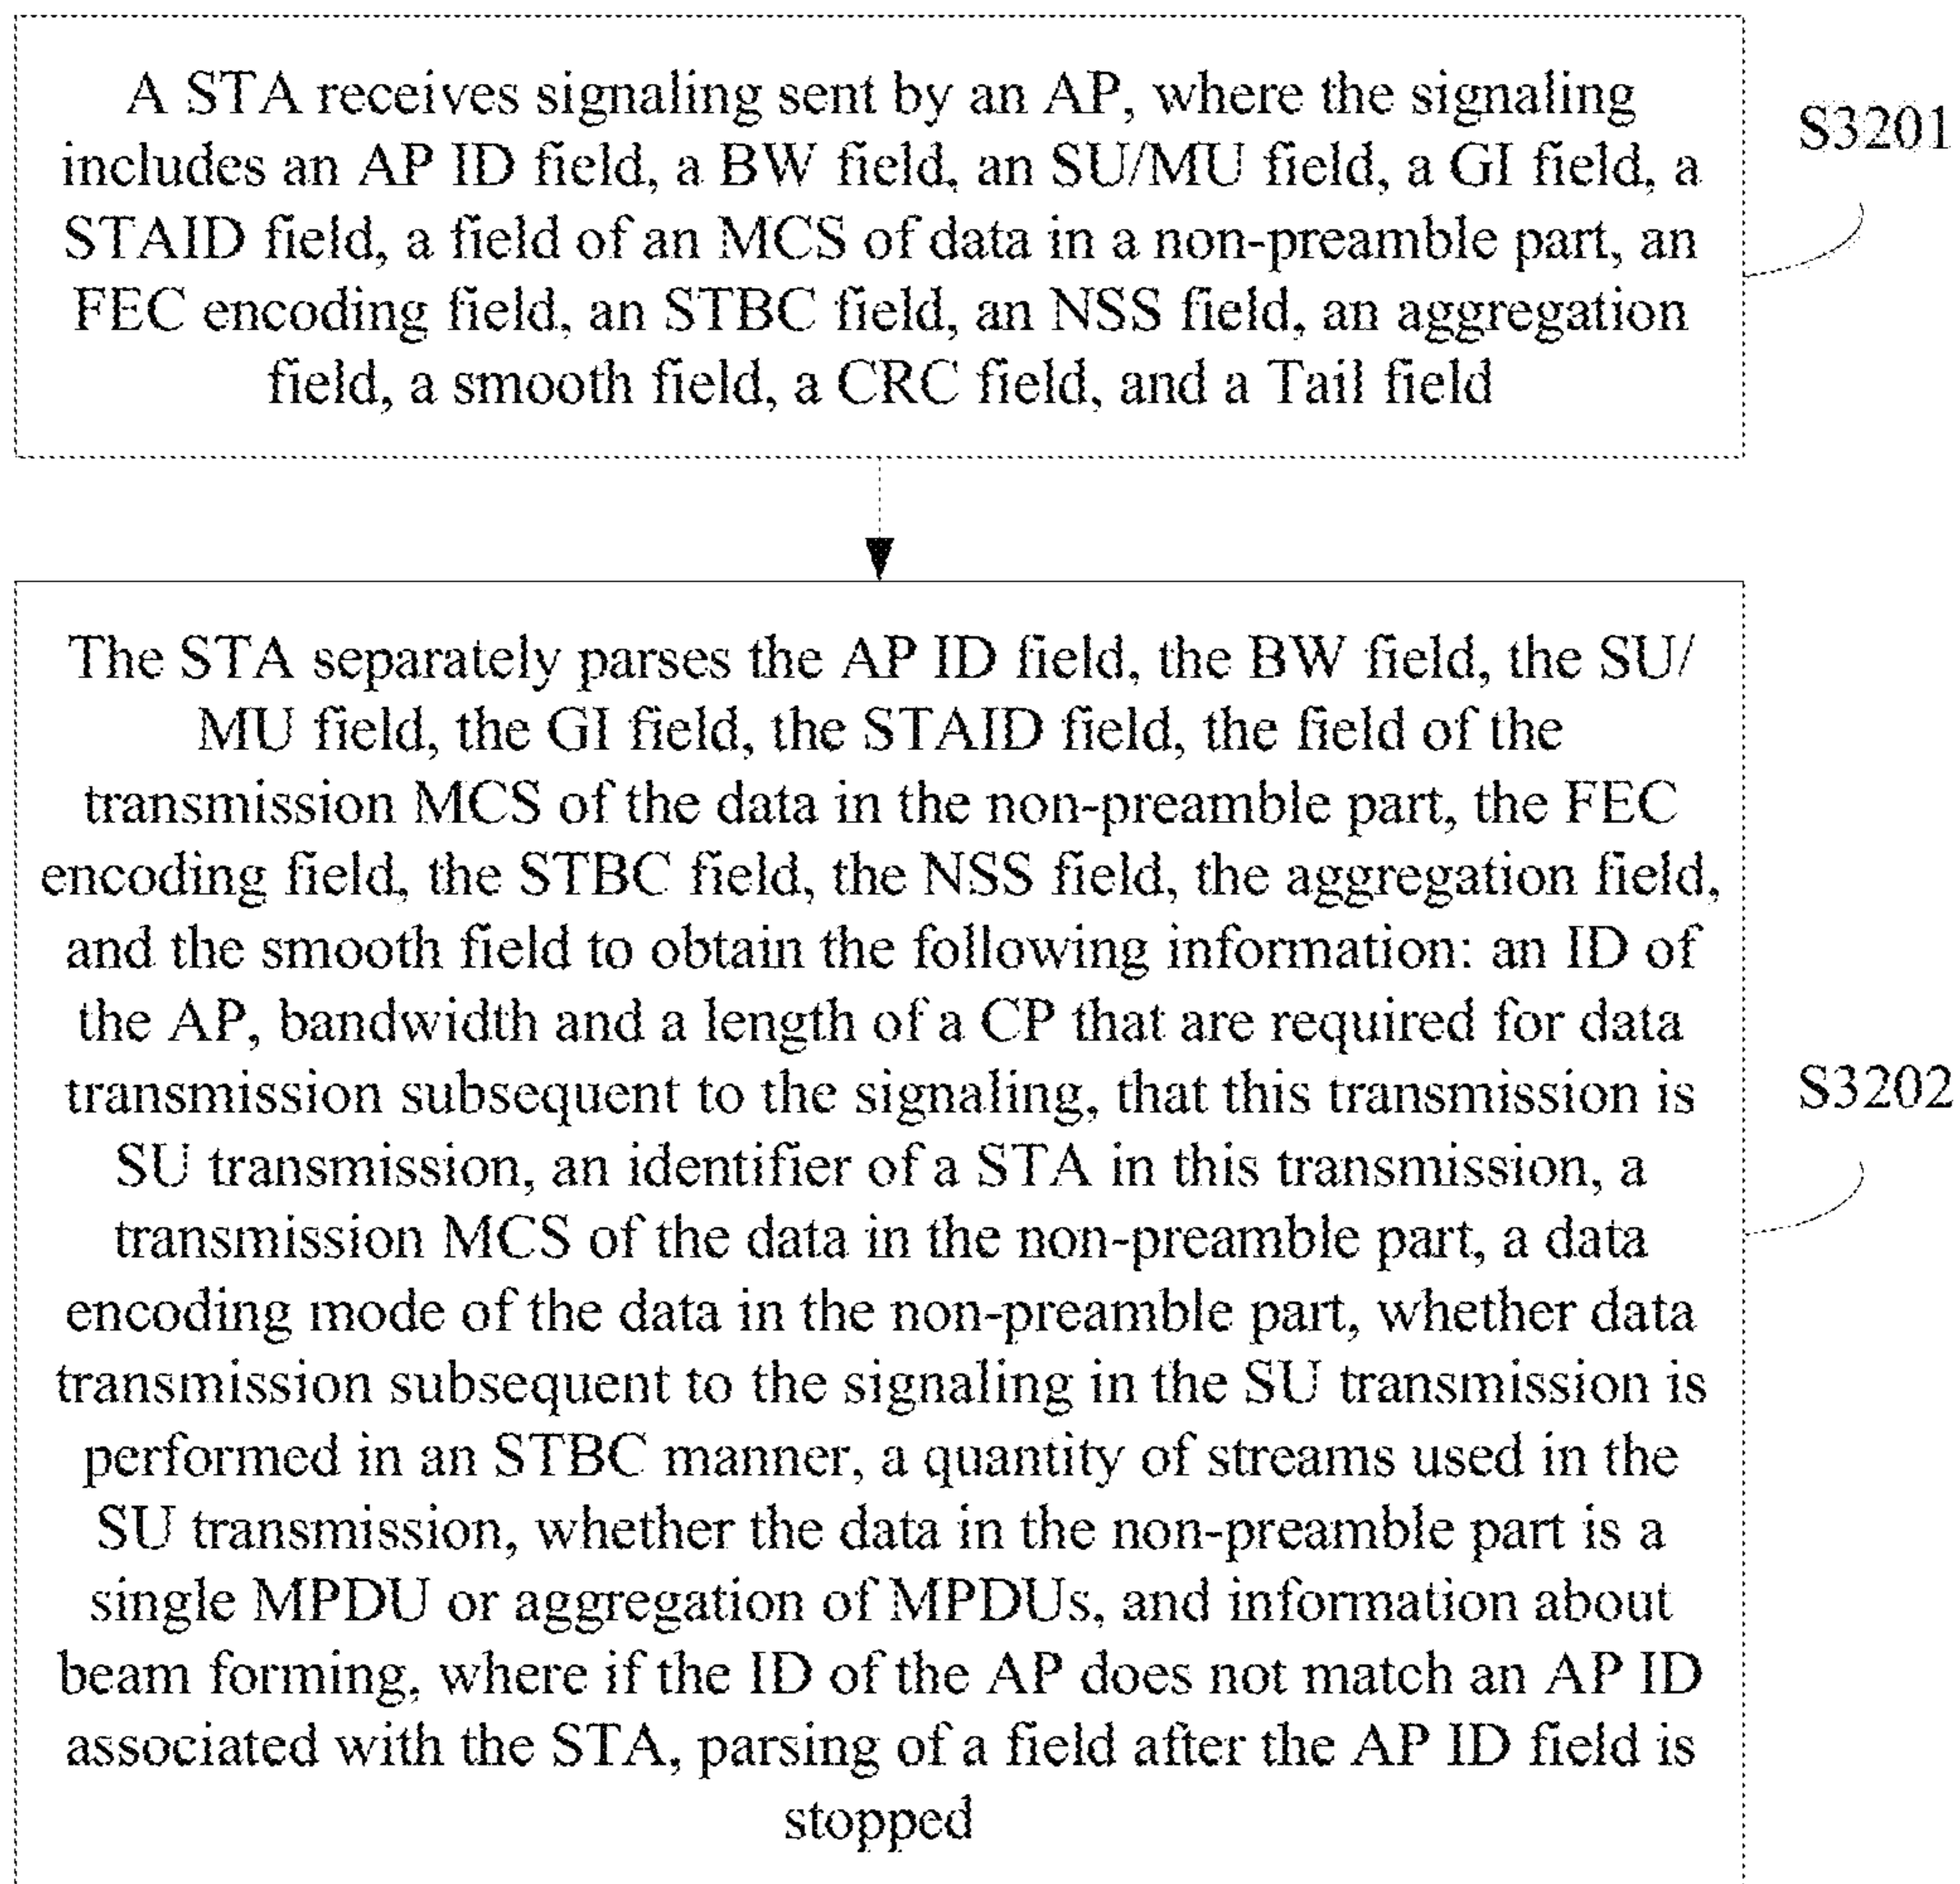 A STA receives signaling sent by an AP, where the signaling
includes an AP ID field, a BW field, an SU/MU field, a GI field, a
STAID field, a field of an MCS of data in a non-preamble part, an
FEC encoding field, an STBC field, an NSS field, an aggregation
field, a smooth field, a CRC field, and a Tail field
S3201
The STA separately parses the AP ID field, the BW field, the SU/
MU field, the GI field, the STAID field, the field of the
transmission MCS of the data in the non-preamble part, the FEC
encoding field, the STBC field, the NSS field, the aggregation field,
and the smooth field to obtain the following information: an ID of
the AP, bandwidth and a length of a CP that are required for data
transmission subsequent to the signaling, that this transmission is
SU transmission, an identifier of a STA in this transmission, a
transmission MCS of the data in the non-preamble part, a data
encoding mode of the data in the non-preamble part, whether data
transmission subsequent to the signaling in the SU transmission is
performed in an STBC manner, a quantity of streams used in the
SU transmission, whether the data in the non-preamble part is a
single MPDU or aggregation of MPDUs, and information about
beam forming, where if the ID of the AP does not match an AP ID
associated with the STA, parsing of a field after the AP ID field is
stopped
S3202